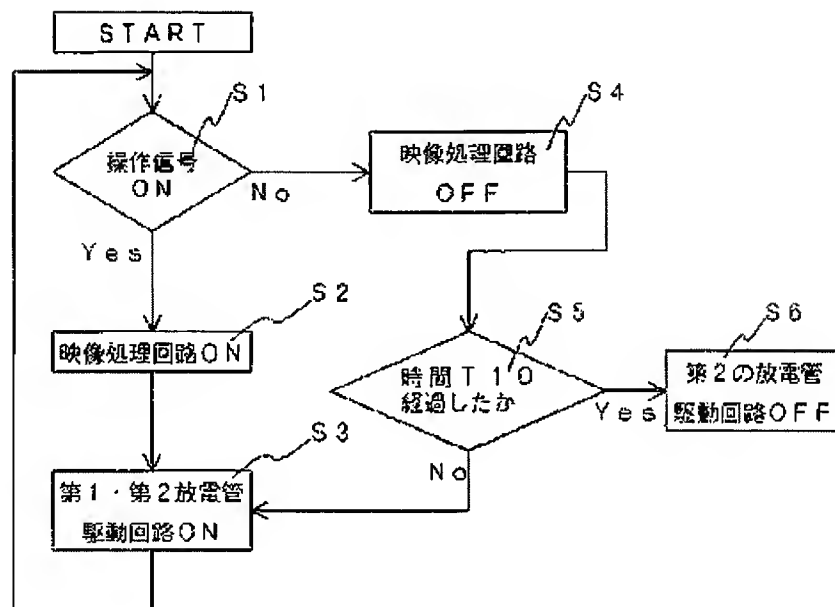 START
S1
操作信号
ON
No
Yes
S4
映像処理回路
OFF
S2
映像処理回路ON
S5
時間T10
経過したか
Yes
No
S6
第2の放電管
駆動回路OFF
S3
第1・第2放電管
駆動回路ON